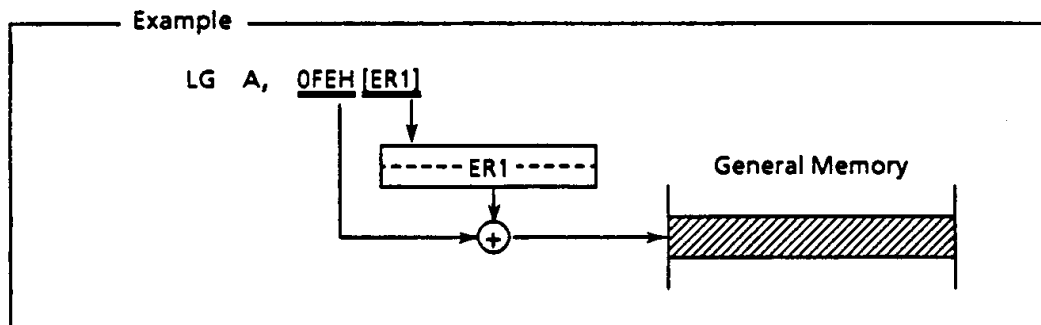 Example
LG A, 0FEH [ER1]
ER1
General Memory
+